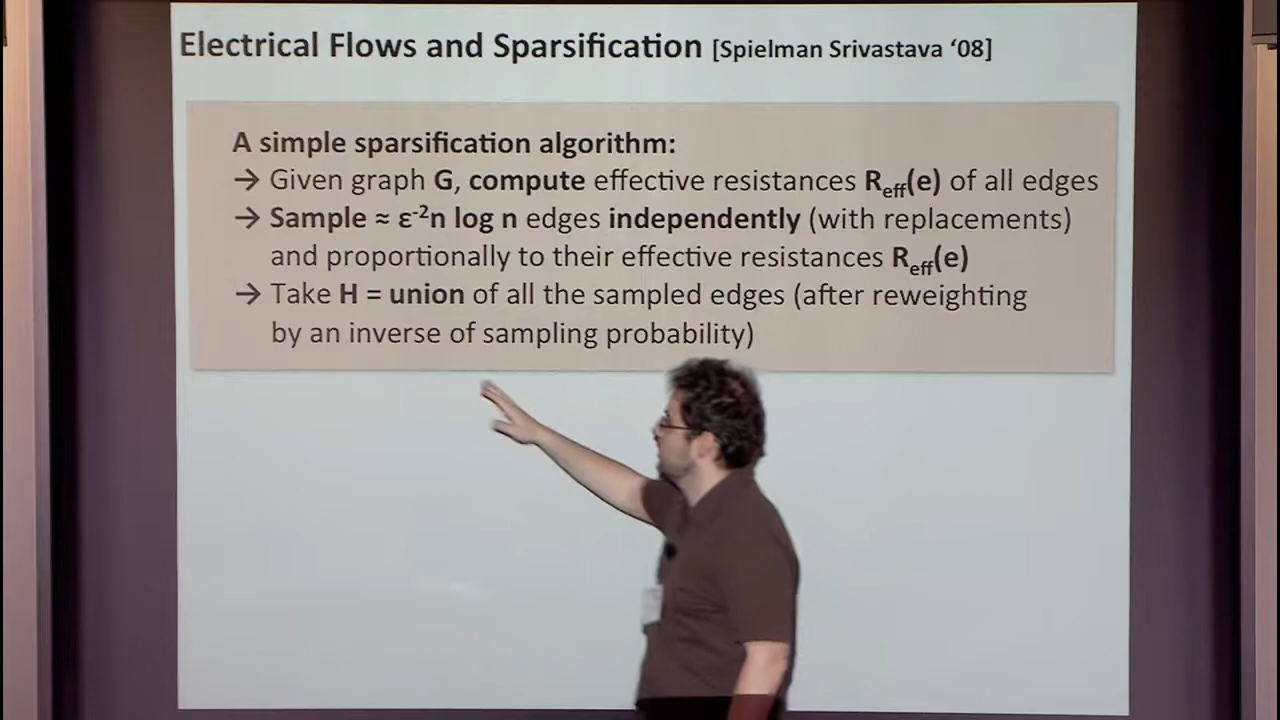 Electrical Flows and Sparsification [Spielman Srivastava ‘08]
A simple sparsification algorithm:
→ Given graph G, compute effective resistances Reff(e) of all edges
→ Sample ≈ ε⁻²n log n edges independently (with replacements)
and proportionally to their effective resistances Reff(e)
→ Take H = union of all the sampled edges (after reweighting
by an inverse of sampling probability)